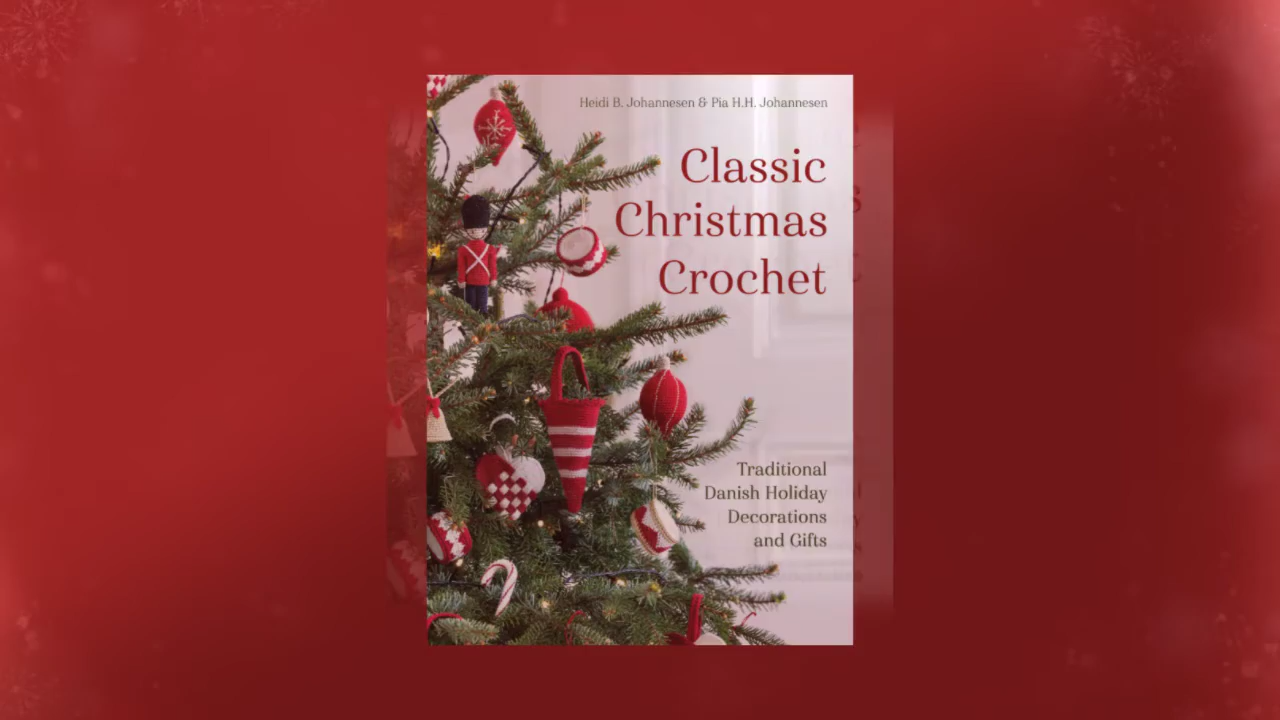 Heidi B. Johannesen & Pia H.H. Johannesen
Classic
Christmas
Crochet
Traditional
Danish Holiday
Decorations
and Gifts